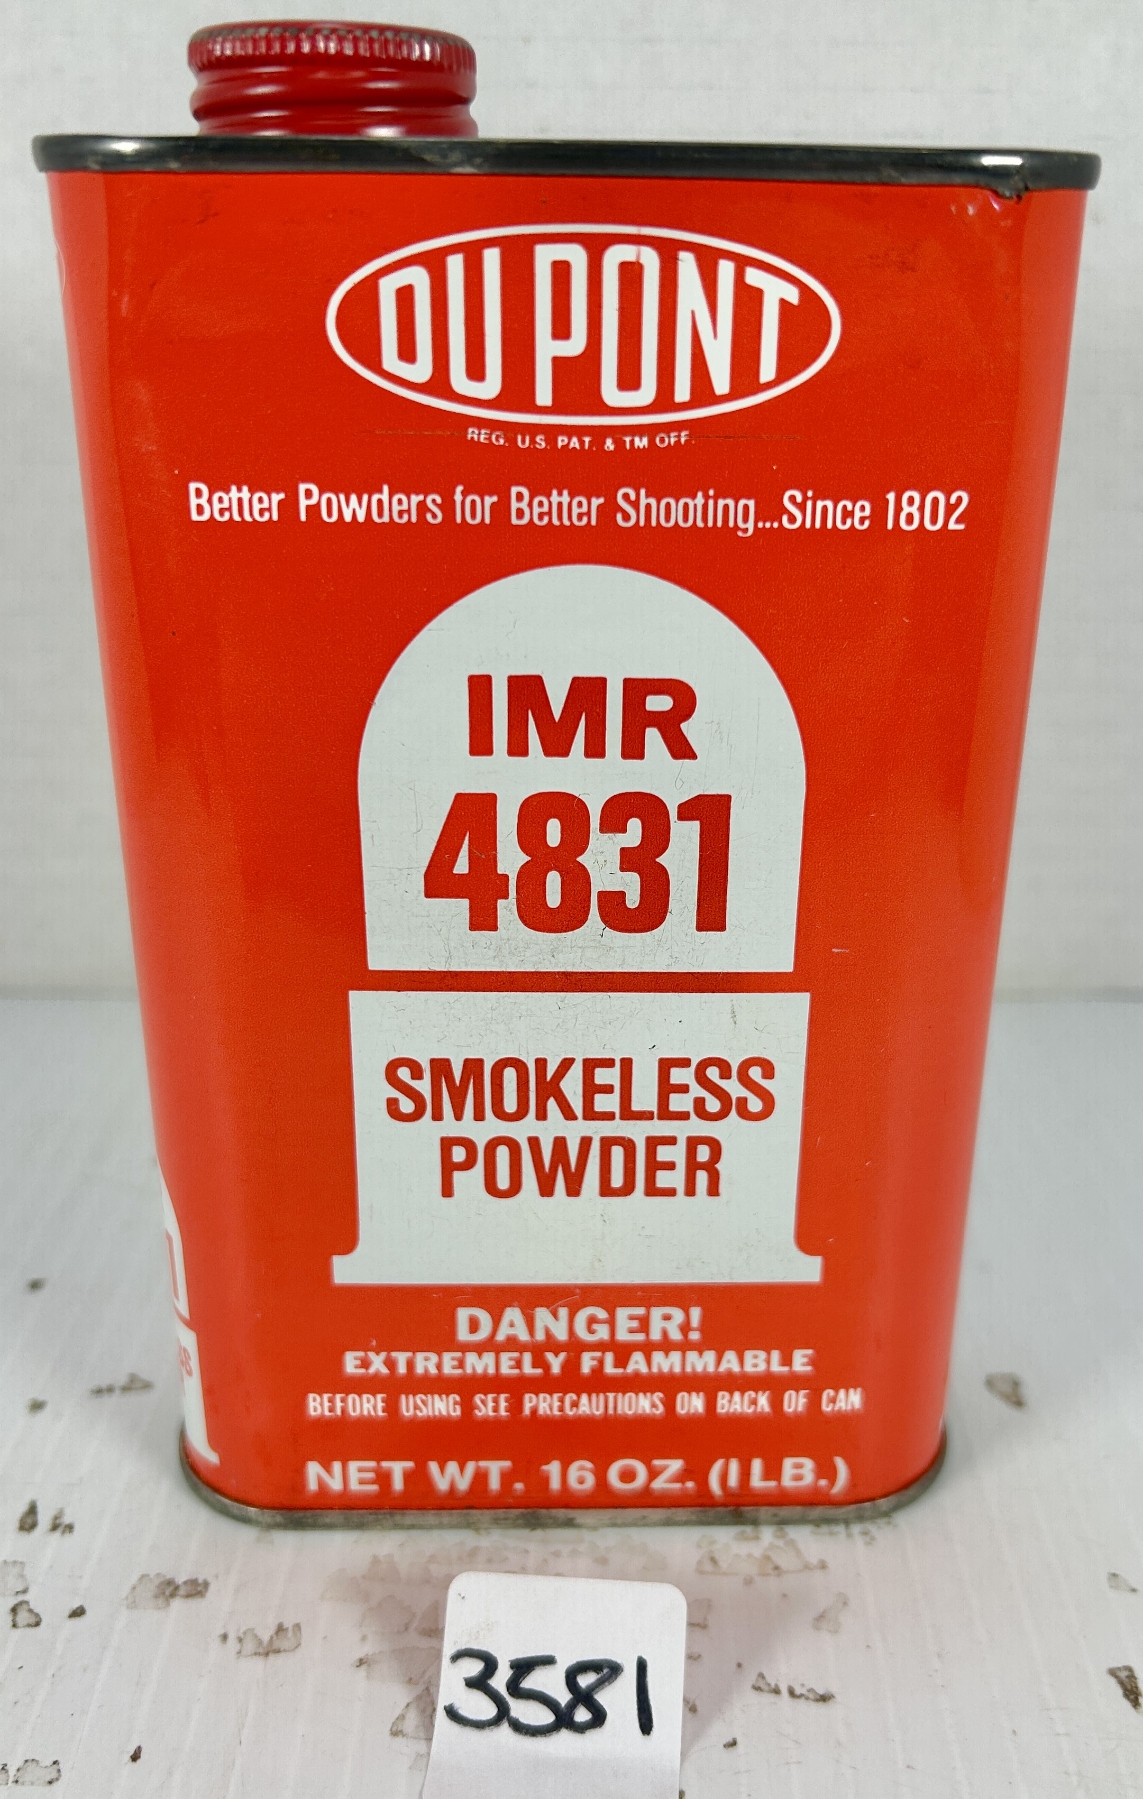 DU PONT
REG. U.S. PAT. & TM OFF.
Better Powders for Better Shooting...Since 1802
IMR
4831
SMOKELESS
POWDER
DANGER!
EXTREMELY FLAMMABLE
BEFORE USING SEE PRECAUTIONS ON BACK OF CAN
NET WT. 16 OZ. (1 LB.)
3581